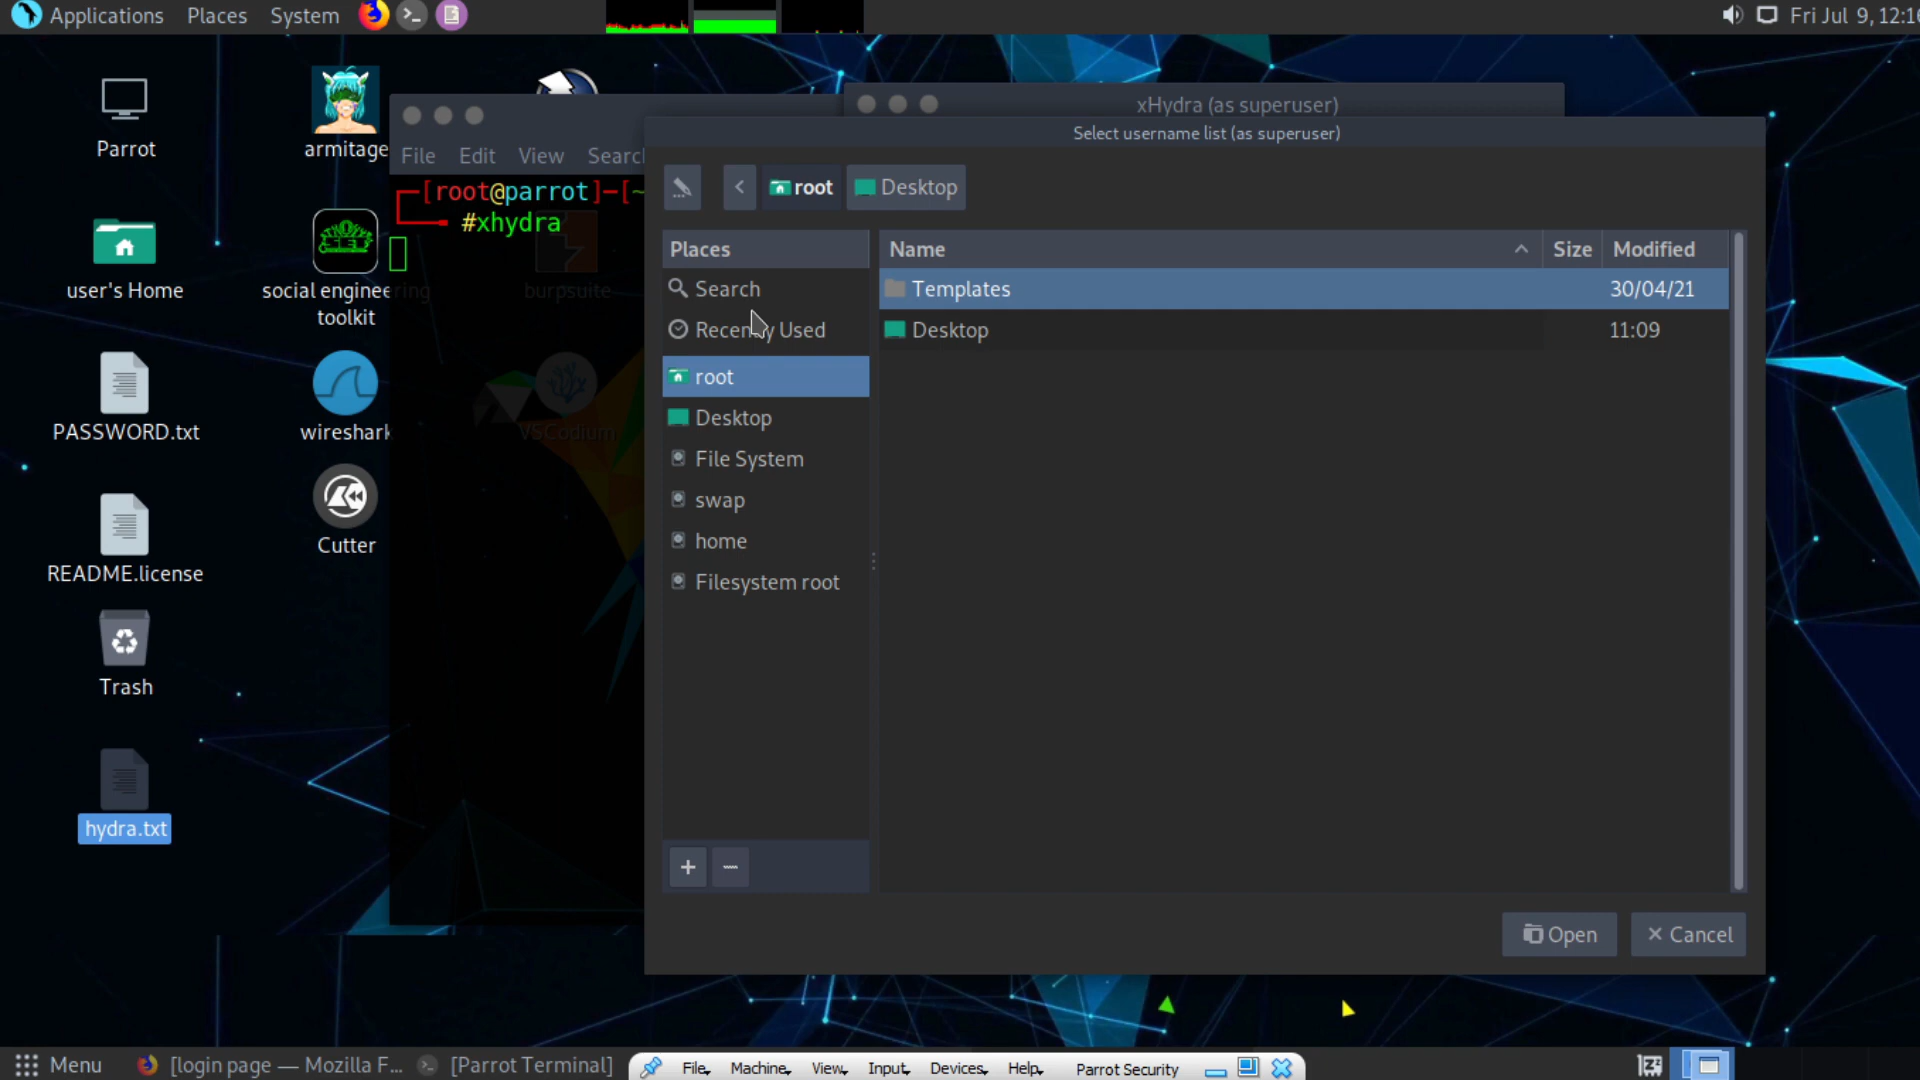 Applications Places System
Fri Jul 9, 12:16
Parrot
armitage
user's Home
social engineering
toolkit
burpsuite
PASSWORD.txt
wireshark
VSCodium
README.license
Cutter
Trash
hydra.txt
File Edit View Search
[root@parrot]-[~
#xhydra
xHydra (as superuser)
Select username list (as superuser)
root
Desktop
Places
Search
Recently Used
root
Desktop
File System
swap
home
Filesystem root
Name Size Modified
Templates 30/04/21
Desktop 11:09
Open Cancel
Menu [login page — Mozilla F... [Parrot Terminal]
File Machine View Input Devices Help Parrot Security